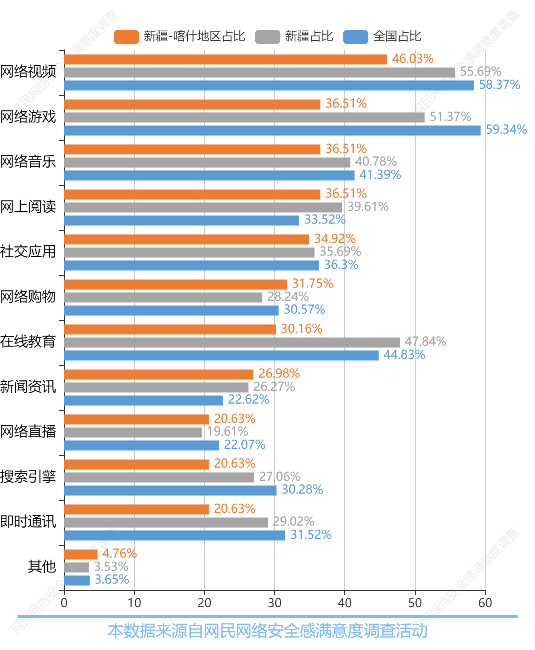 新疆-喀什地区占比 新疆占比 全国占比
网络视频 46.03% 55.69% 58.37%
网络游戏 36.51% 51.37% 59.34%
网络音乐 36.51% 40.78% 41.39%
网上阅读 36.51% 39.61% 33.52%
社交应用 34.92% 35.69% 36.3%
网络购物 31.75% 28.24% 30.57%
在线教育 30.16% 47.84% 44.83%
新闻资讯 26.98% 26.27% 22.62%
网络直播 20.63% 19.61% 22.07%
搜索引擎 20.63% 27.06% 30.28%
即时通讯 20.63% 29.02% 31.52%
其他 4.76% 3.53% 3.65%
0 10 20 30 40 50 60
本数据来源自网民网络安全感满意度调查活动